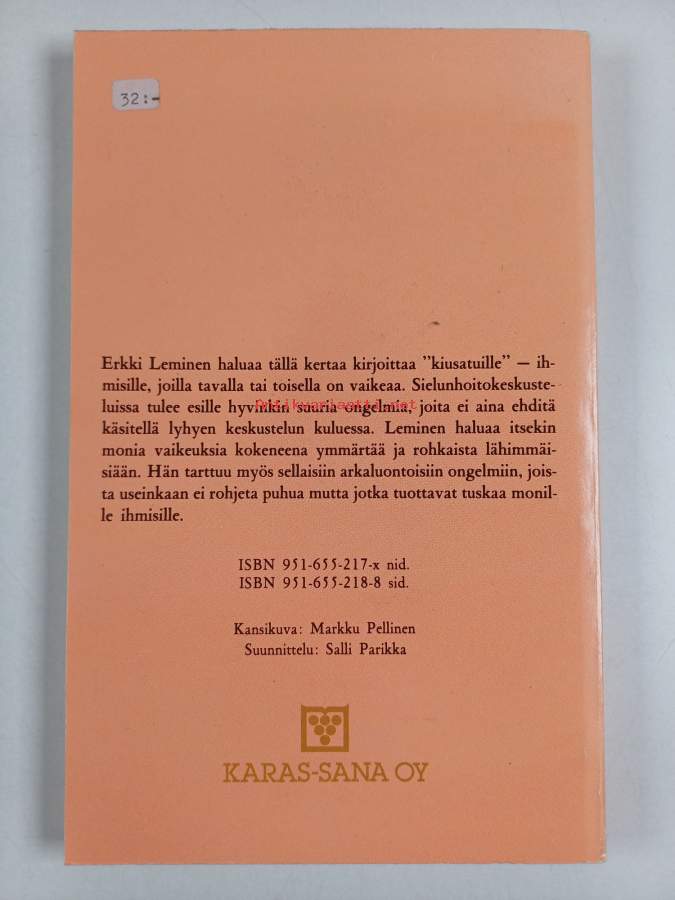 32:-
Erkki Leminen haluaa tällä kertaa kirjoittaa ”kiusatuille” — ih-
misille, joilla tavalla tai toisella on vaikeaa. Sielunhoitokeskuste-
luissa tulee esille hyvinkin suuria ongelmia, joita ei aina ehditä
Antikvariantti.net
käsitellä lyhyen keskustelun kuluessa. Leminen haluaa itsekin
monia vaikeuksia kokeneena ymmärtää ja rohkaista lähimmäi-
siään. Hän tarttuu myös sellaisiin arkaluontoisiin ongelmiin, jois-
ta useinkaan ei rohjeta puhua mutta jotka tuottavat tuskaa monil-
le ihmisille.
ISBN 951-655-217-x nid.
ISBN 951-655-218-8 sid.
Kansikuva: Markku Pellinen
Suunnittelu: Salli Parikka
KARAS-SANA OY